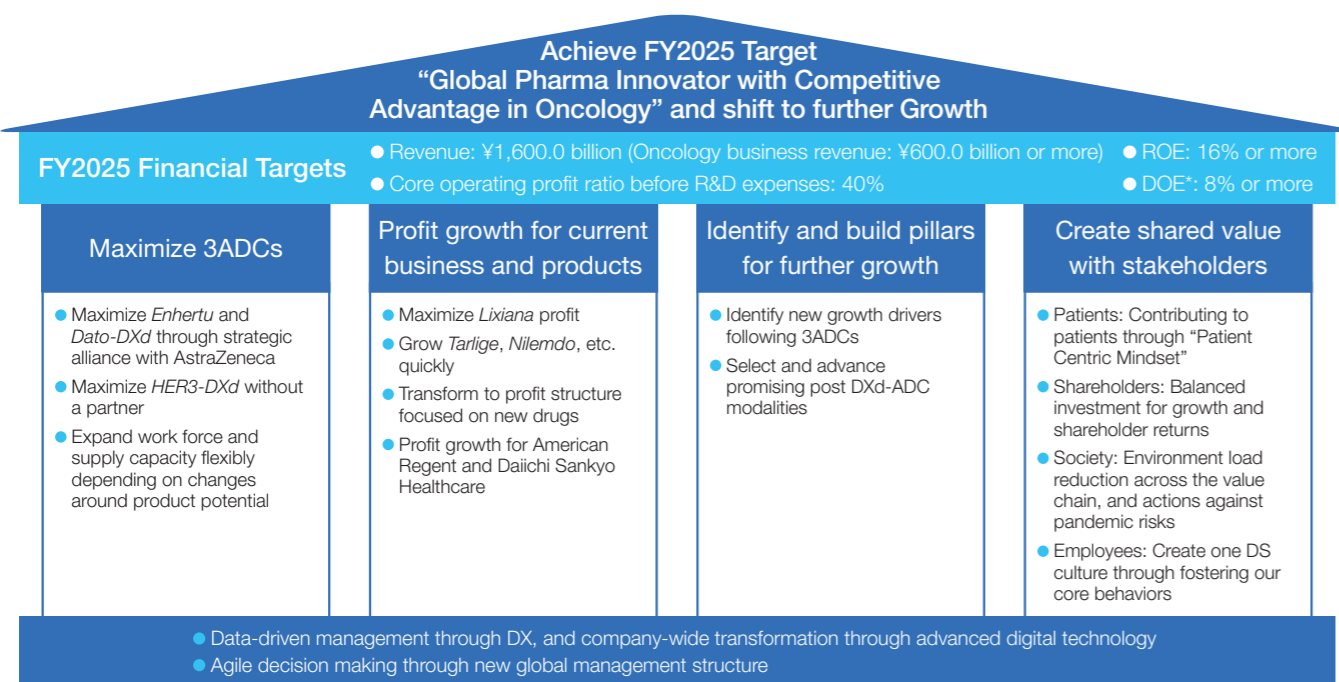 Achieve FY2025 Target
“Global Pharma Innovator with Competitive
Advantage in Oncology” and shift to further Growth
FY2025 Financial Targets
● Revenue: ¥1,600.0 billion (Oncology business revenue: ¥600.0 billion or more)
● Core operating profit ratio before R&D expenses: 40%
● ROE: 16% or more
● DOE*: 8% or more
Maximize 3ADCs
● Maximize Enhertu and
Dato-DXd through strategic
alliance with AstraZeneca
● Maximize HER3-DXd without
a partner
● Expand work force and
supply capacity flexibly
depending on changes
around product potential
Profit growth for current
business and products
● Maximize Lixiana profit
● Grow Tarlige, Nilemdo, etc.
quickly
● Transform to profit structure
focused on new drugs
● Profit growth for American
Regent and Daiichi Sankyo
Healthcare
Identify and build pillars
for further growth
● Identify new growth drivers
following 3ADCs
● Select and advance
promising post DXd-ADC
modalities
Create shared value
with stakeholders
● Patients: Contributing to
patients through “Patient
Centric Mindset”
● Shareholders: Balanced
investment for growth and
shareholder returns
● Society: Environment load
reduction across the value
chain, and actions against
pandemic risks
● Employees: Create one DS
culture through fostering our
core behaviors
● Data-driven management through DX, and company-wide transformation through advanced digital technology
● Agile decision making through new global management structure